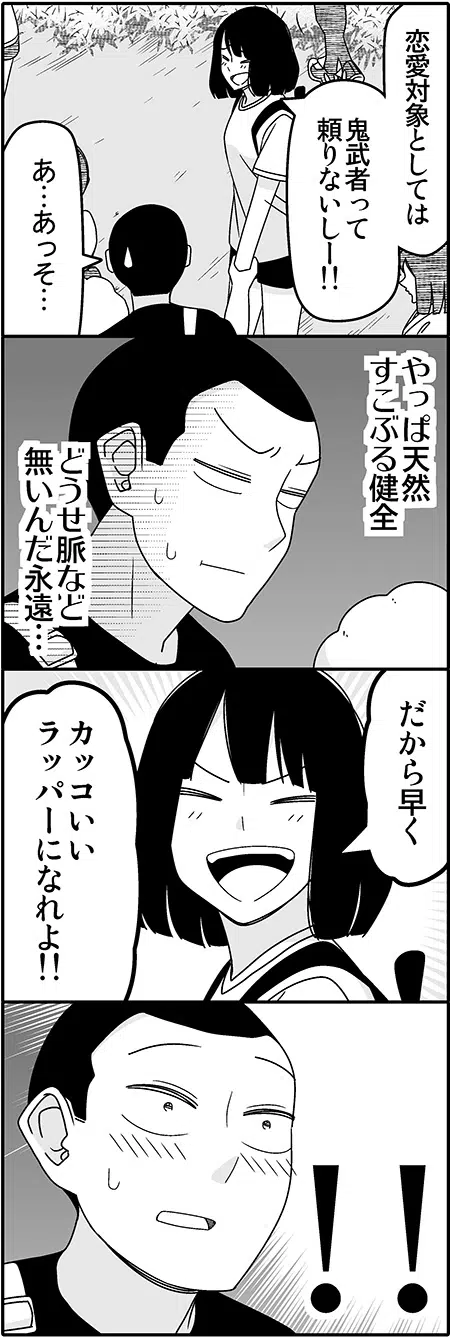 恋愛対象としては
鬼武者って
頼りないしー!!
あ…あっそ…
やっぱ天然
すこぶる健全
どうせ脈など
無いんだ永遠…
だから早く
カッコいい
ラッパーになれよ!!
!!